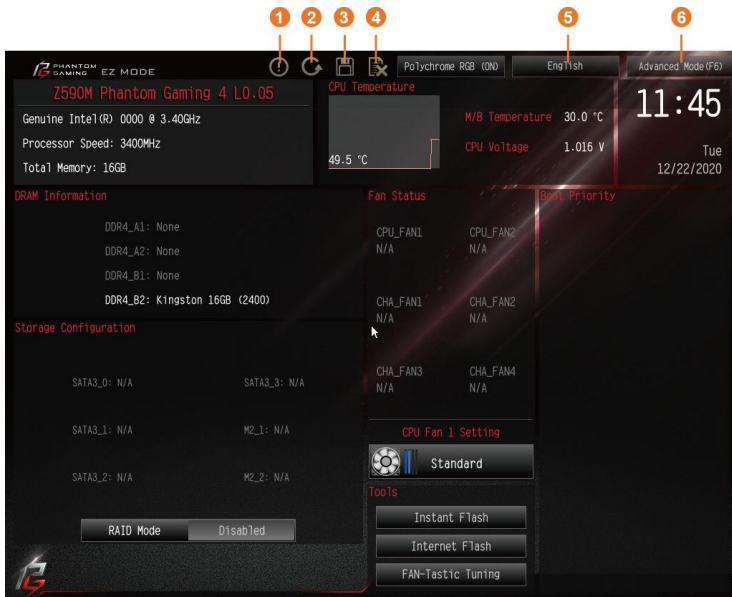 1 2 3 4 5 6
PHANTOM
GAMING EZ MODE
Polychrome RGB (ON)
English
Advanced Mode(F6)
Z590M Phantom Gaming 4 L0.05
Genuine Intel(R) 0000 @ 3.40GHz
Processor Speed: 3400MHz
Total Memory: 16GB
CPU Temperature
49.5 °C
M/B Temperature 30.0 °C
CPU Voltage 1.016 V
11:45
Tue
12/22/2020
DRAM Information
DDR4_A1: None
DDR4_A2: None
DDR4_B1: None
DDR4_B2: Kingston 16GB (2400)
Storage Configuration
SATA3_0: N/A SATA3_3: N/A
SATA3_1: N/A M2_1: N/A
SATA3_2: N/A M2_2: N/A
RAID Mode Disabled
Fan Status
CPU_FAN1 CPU_FAN2
N/A N/A
CHA_FAN1 CHA_FAN2
N/A N/A
CHA_FAN3 CHA_FAN4
N/A N/A
CPU Fan 1 Setting
Standard
Tools
Instant Flash
Internet Flash
FAN-Tastic Tuning
Boot Priority